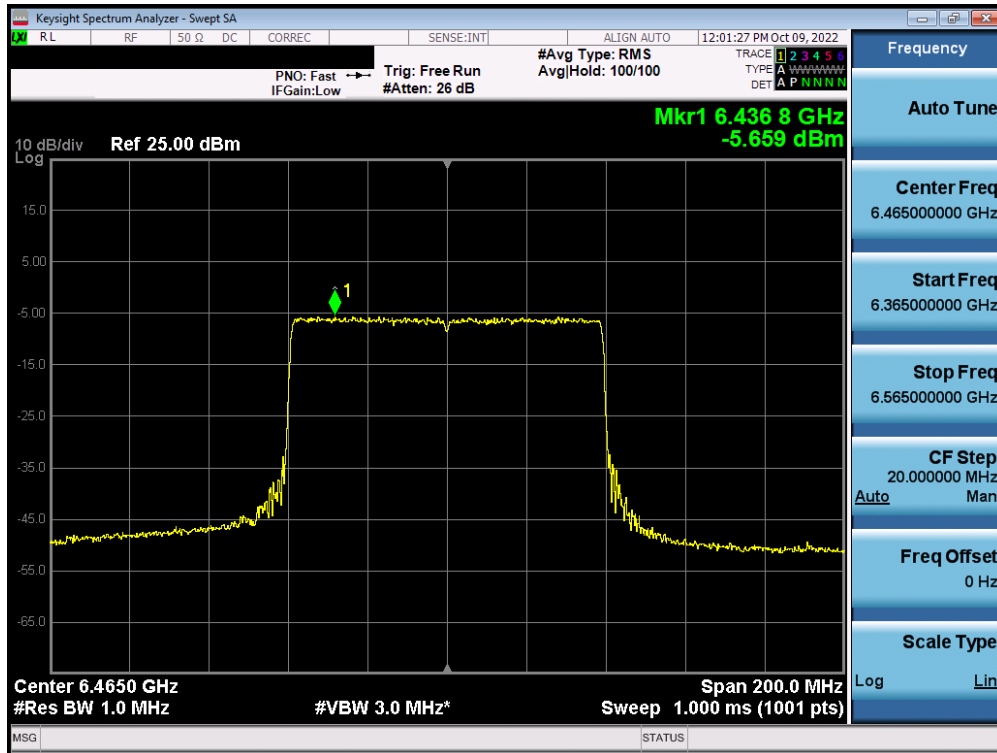 Keysight Spectrum Analyzer - Swept SA
LXI RL RF 50 Ω DC CORREC SENSE:INT ALIGN AUTO 12:01:27 PM Oct 09, 2022
PNO: Fast
IFGain:Low
Trig: Free Run
#Atten: 26 dB
#Avg Type: RMS
Avg|Hold: 100/100
TRACE 1 2 3 4 5 6
TYPE A WWWWW
DET A P N N N N
Mkr1 6.436 8 GHz
-5.659 dBm
10 dB/div Ref 25.00 dBm
Log
15.0
5.00
1
-5.00
-15.0
-25.0
-35.0
-45.0
-55.0
-65.0
Center 6.4650 GHz Span 200.0 MHz
#Res BW 1.0 MHz #VBW 3.0 MHz* Sweep 1.000 ms (1001 pts)
MSG STATUS
Frequency
Auto Tune
Center Freq
6.465000000 GHz
Start Freq
6.365000000 GHz
Stop Freq
6.565000000 GHz
CF Step
20.000000 MHz
Auto Man
Freq Offset
0 Hz
Scale Type
Log Lin